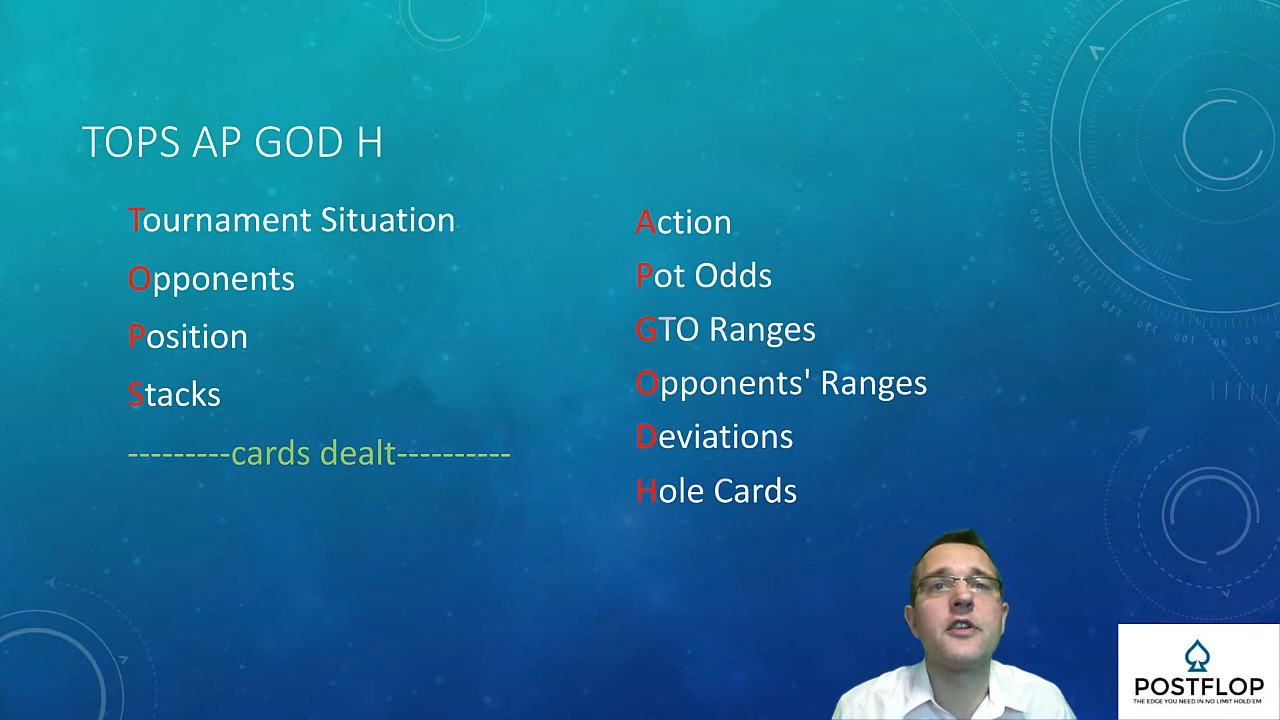 TOPS AP GOD H
Tournament Situation
Opponents
Position
Stacks
---------cards dealt----------
Action
Pot Odds
GTO Ranges
Opponents' Ranges
Deviations
Hole Cards
POSTFLOP
THE EDGE YOU NEED IN NO LIMIT HOLD EM